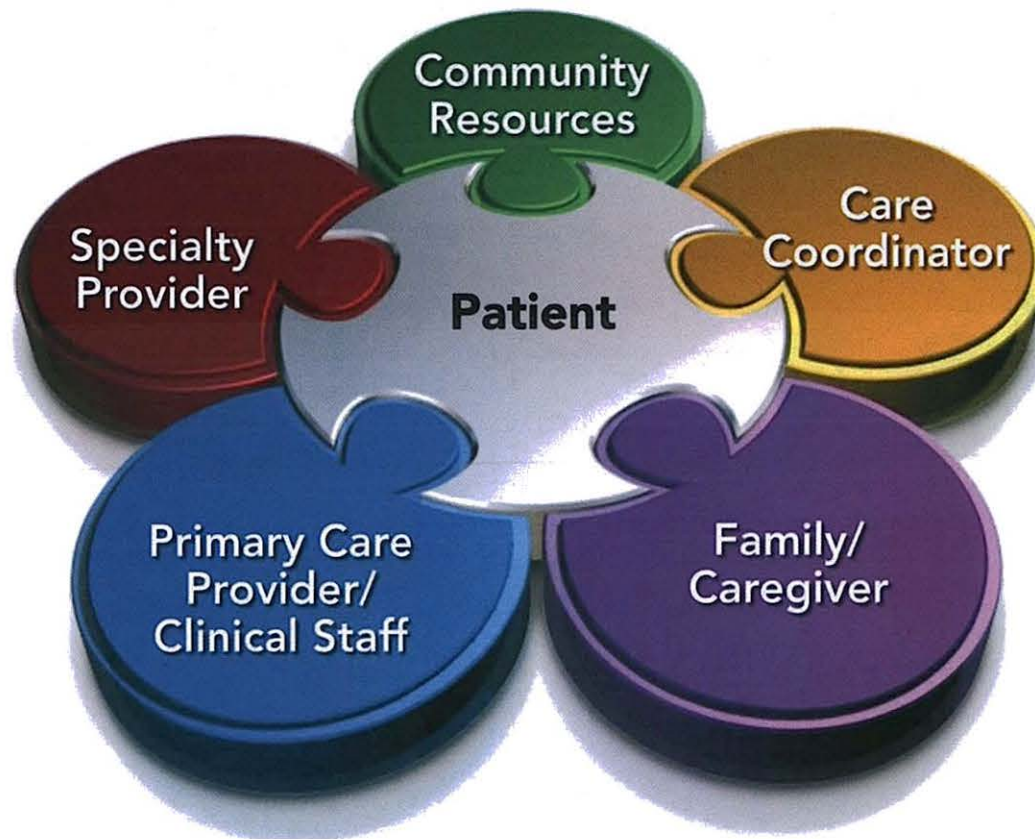 Community
Resources
Specialty
Provider
Care
Coordinator
Patient
Primary Care
Provider/
Clinical Staff
Family/
Caregiver